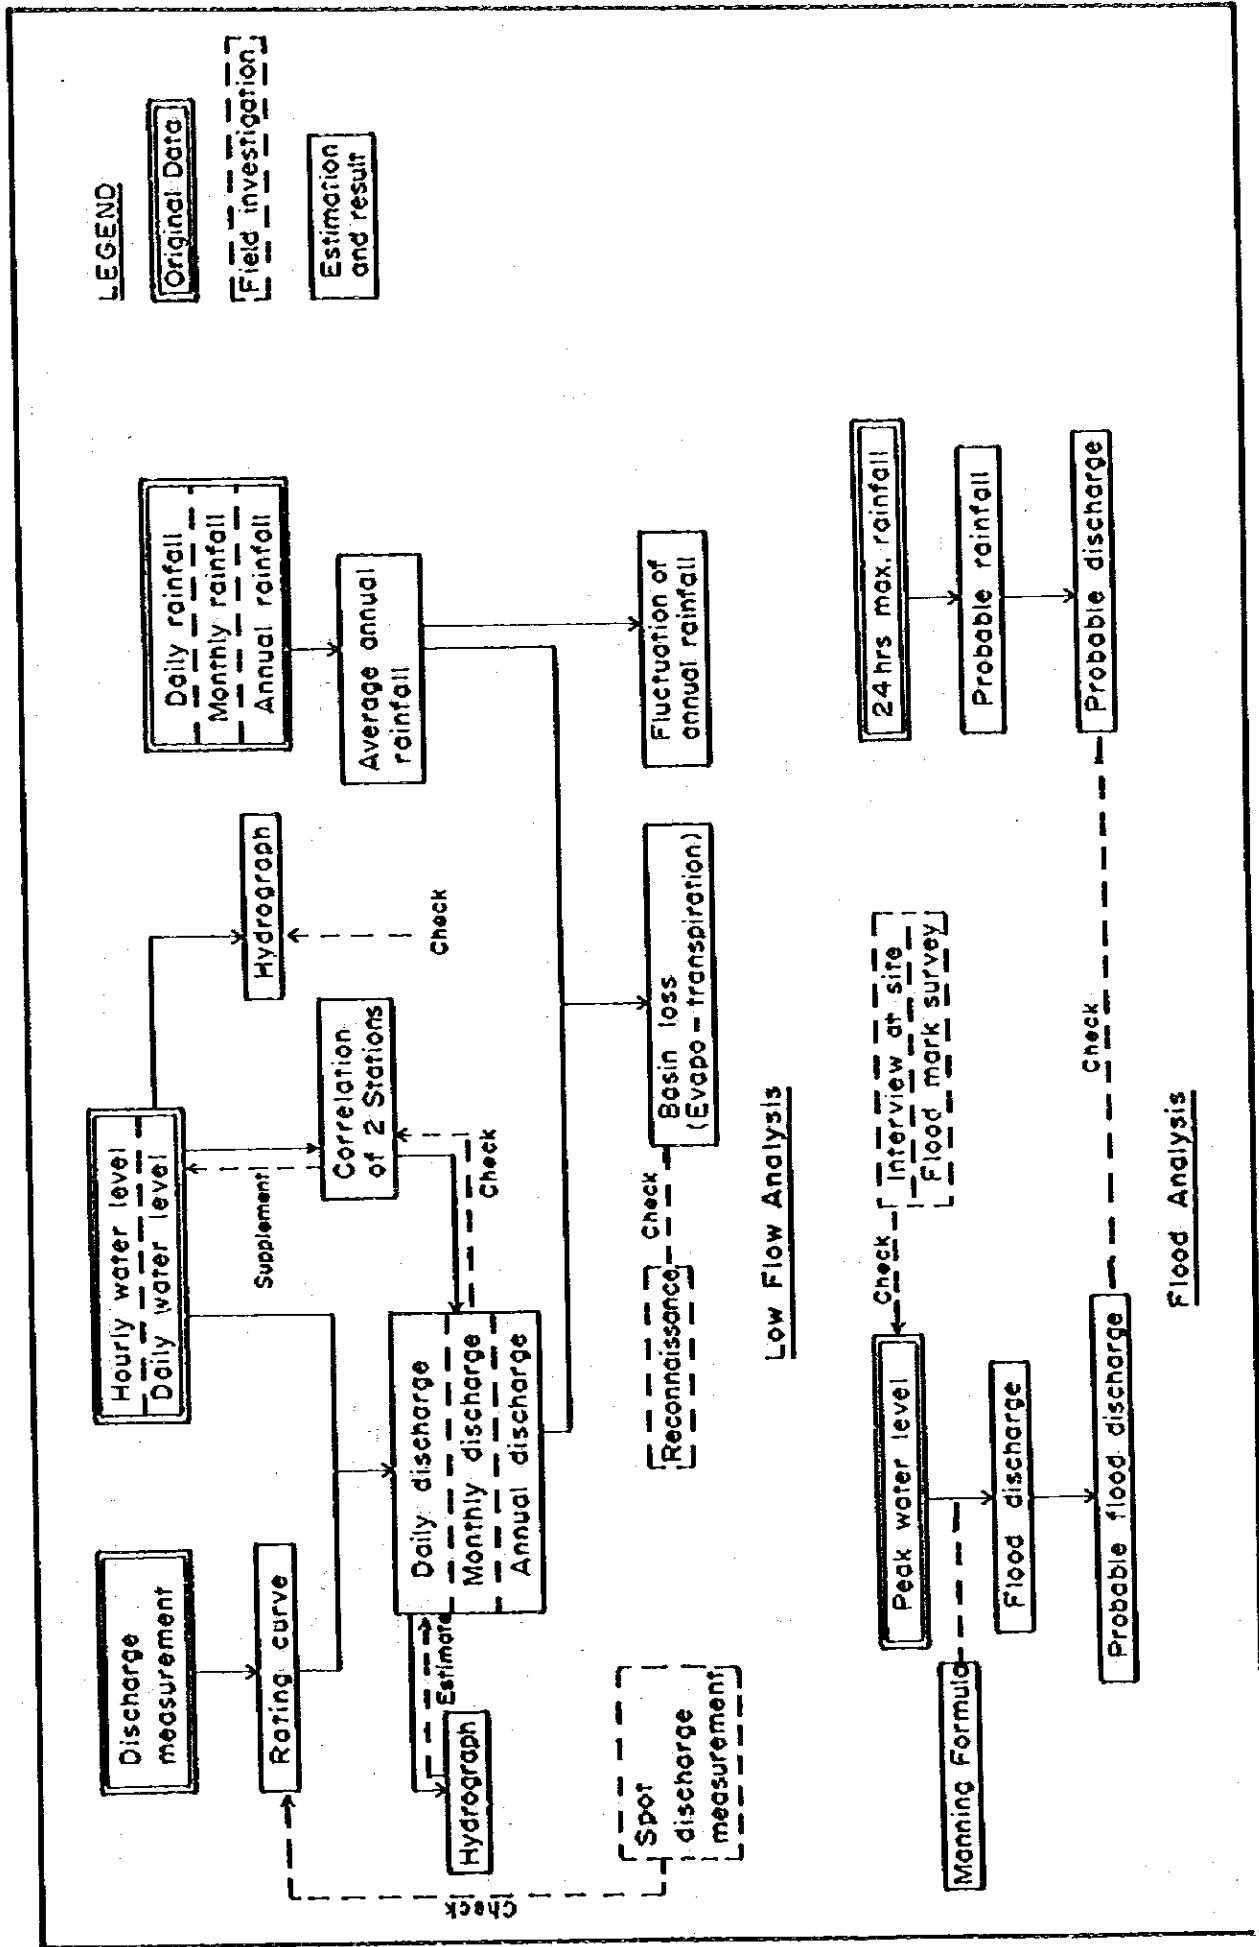 Discharge
measurement
Rating curve
Hourly water level
Daily water level
Supplement
Hydrograph
Check
Correlation
of 2 Stations
Check
Daily discharge
Monthly discharge
Annual discharge
Estimate
Hydrograph
Check
Spot
discharge
measurement
Daily rainfall
Monthly rainfall
Annual rainfall
Average annual
rainfall
Reconnaissance
Check
Basin loss
(Evapo-transpiration)
Fluctuation of
annual rainfall
Low Flow Analysis
LEGEND
Original Data
Field investigation
Estimation
and result
Peak water level
Check
Interview at site
Flood mark survey
Manning Formula
Flood discharge
Probable flood discharge
Check
24hrs max. rainfall
Probable rainfall
Probable discharge
Flood Analysis